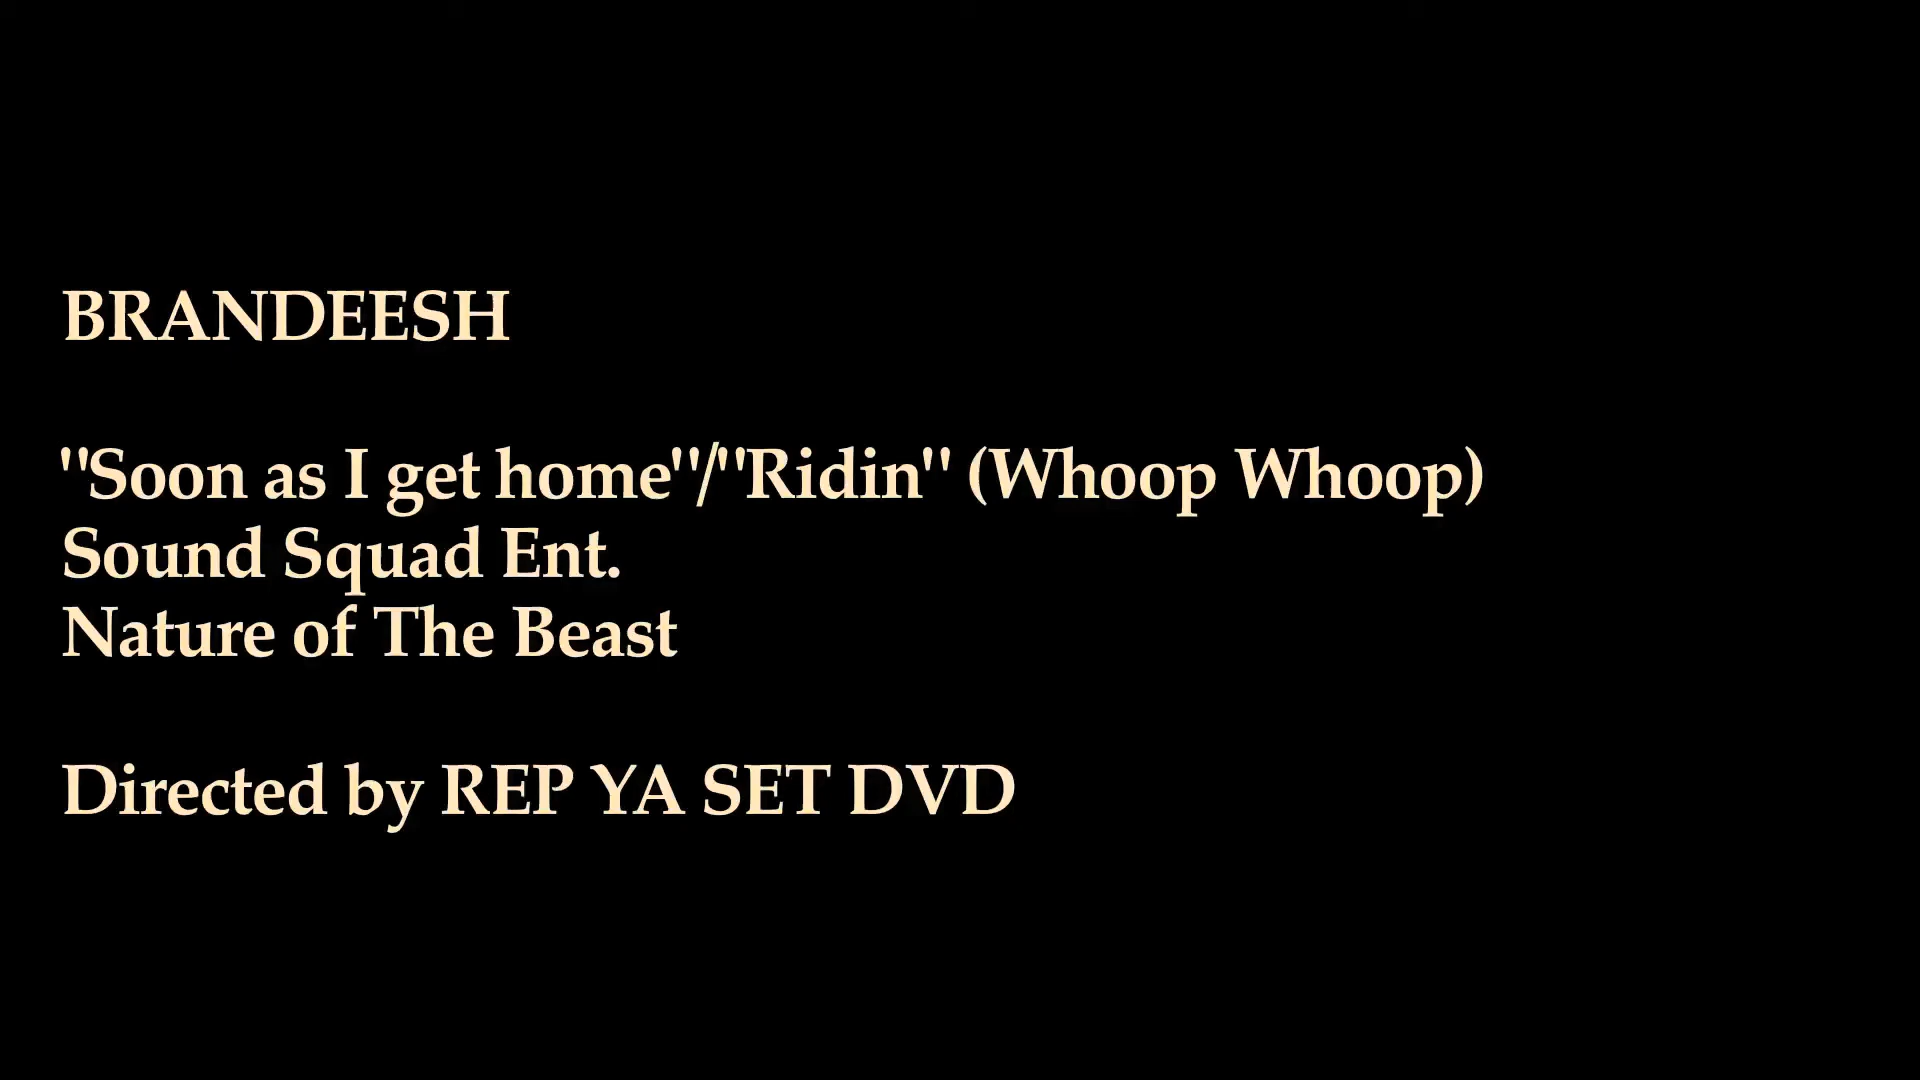 BRANDEESH
"Soon as I get home"/"Ridin" (Whoop Whoop)
Sound Squad Ent.
Nature of The Beast
Directed by REP YA SET DVD